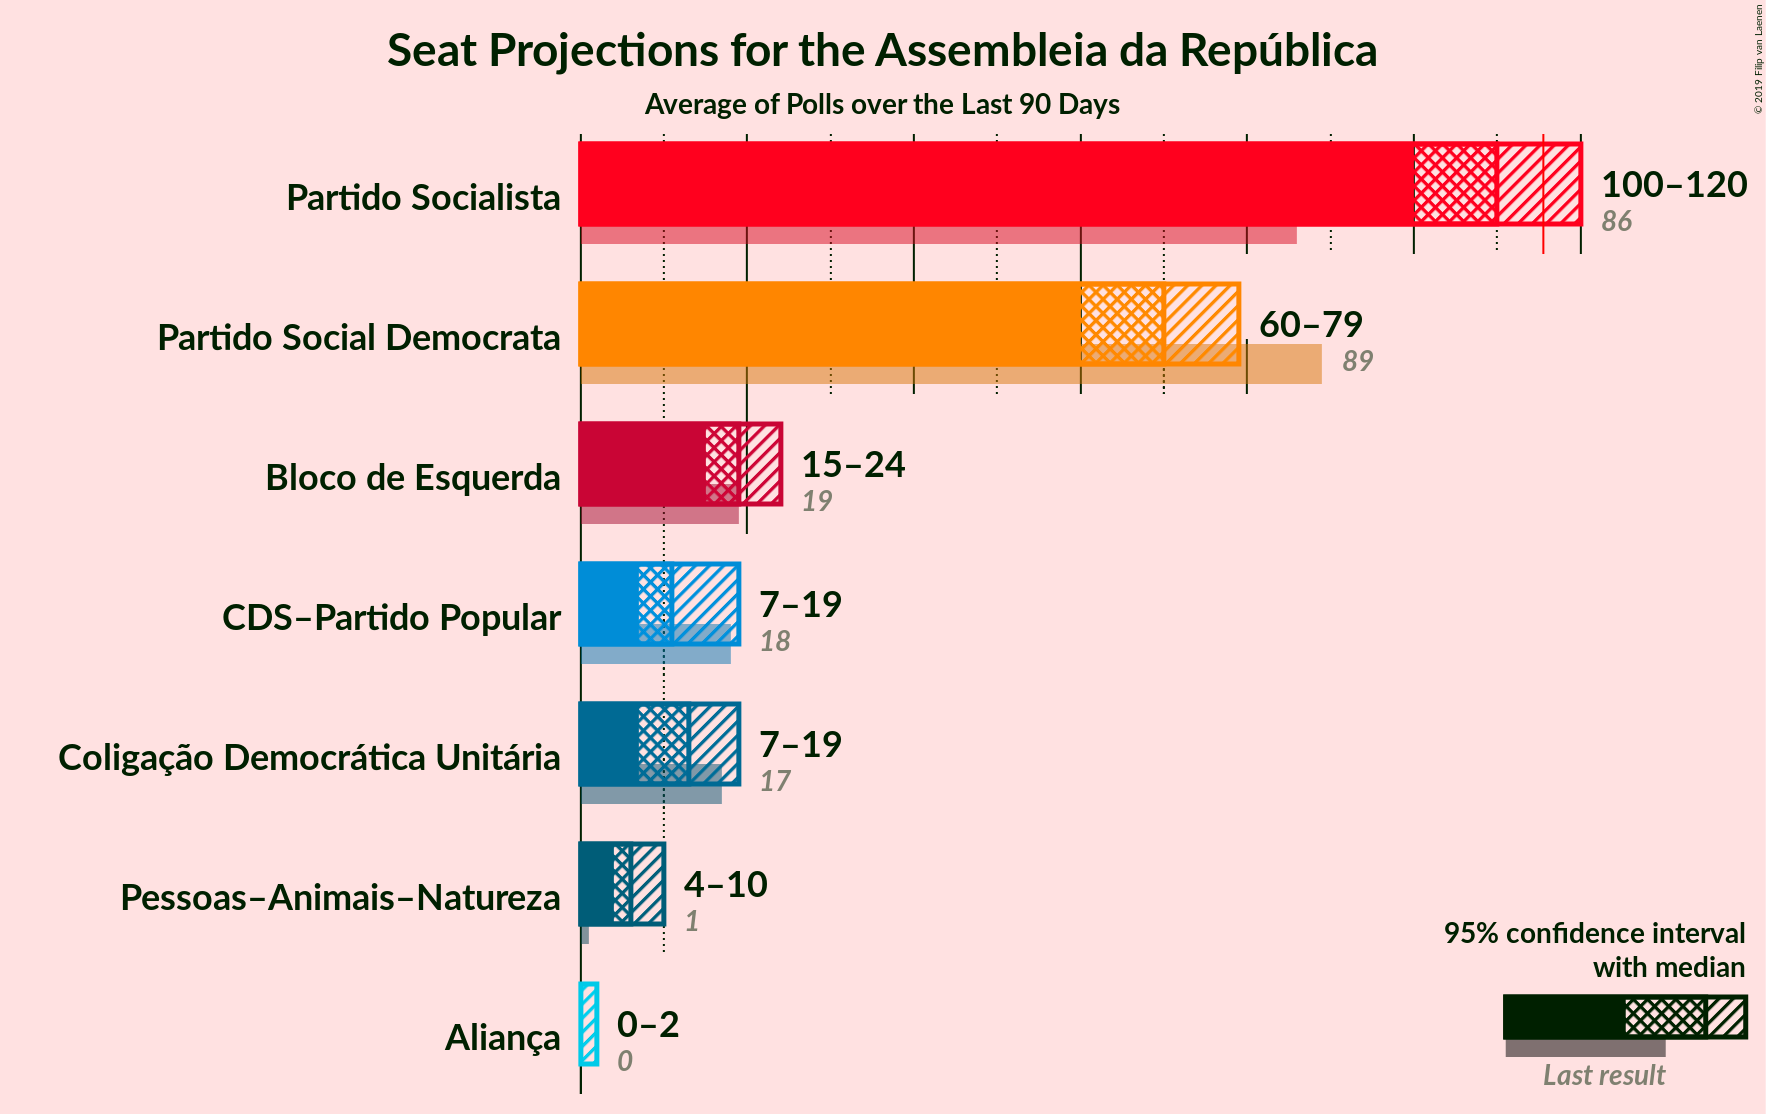 Seat Projections for the Assembleia da República
Average of Polls over the Last 90 Days
© 2019 Filip van Laenen
Partido Socialista
100–120
86
Partido Social Democrata
60–79
89
Bloco de Esquerda
15–24
19
CDS–Partido Popular
7–19
18
Coligação Democrática Unitária
7–19
17
Pessoas–Animais–Natureza
4–10
1
Aliança
0–2
0
95% confidence interval
with median
Last result